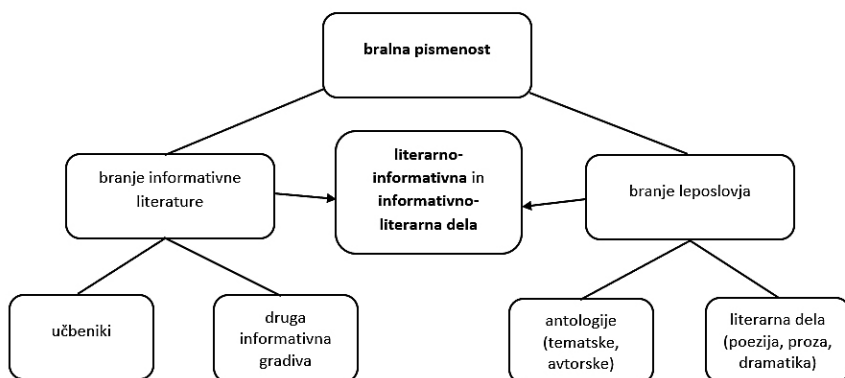 bralna pismenost
branje informativne
literature
literarno-
informativna in
informativno-
literarna dela
branje leposlovja
učbeniki
druga
informativna
gradiva
antologije
(tematske,
avtorske)
literarna dela
(poezija, proza,
dramatika)